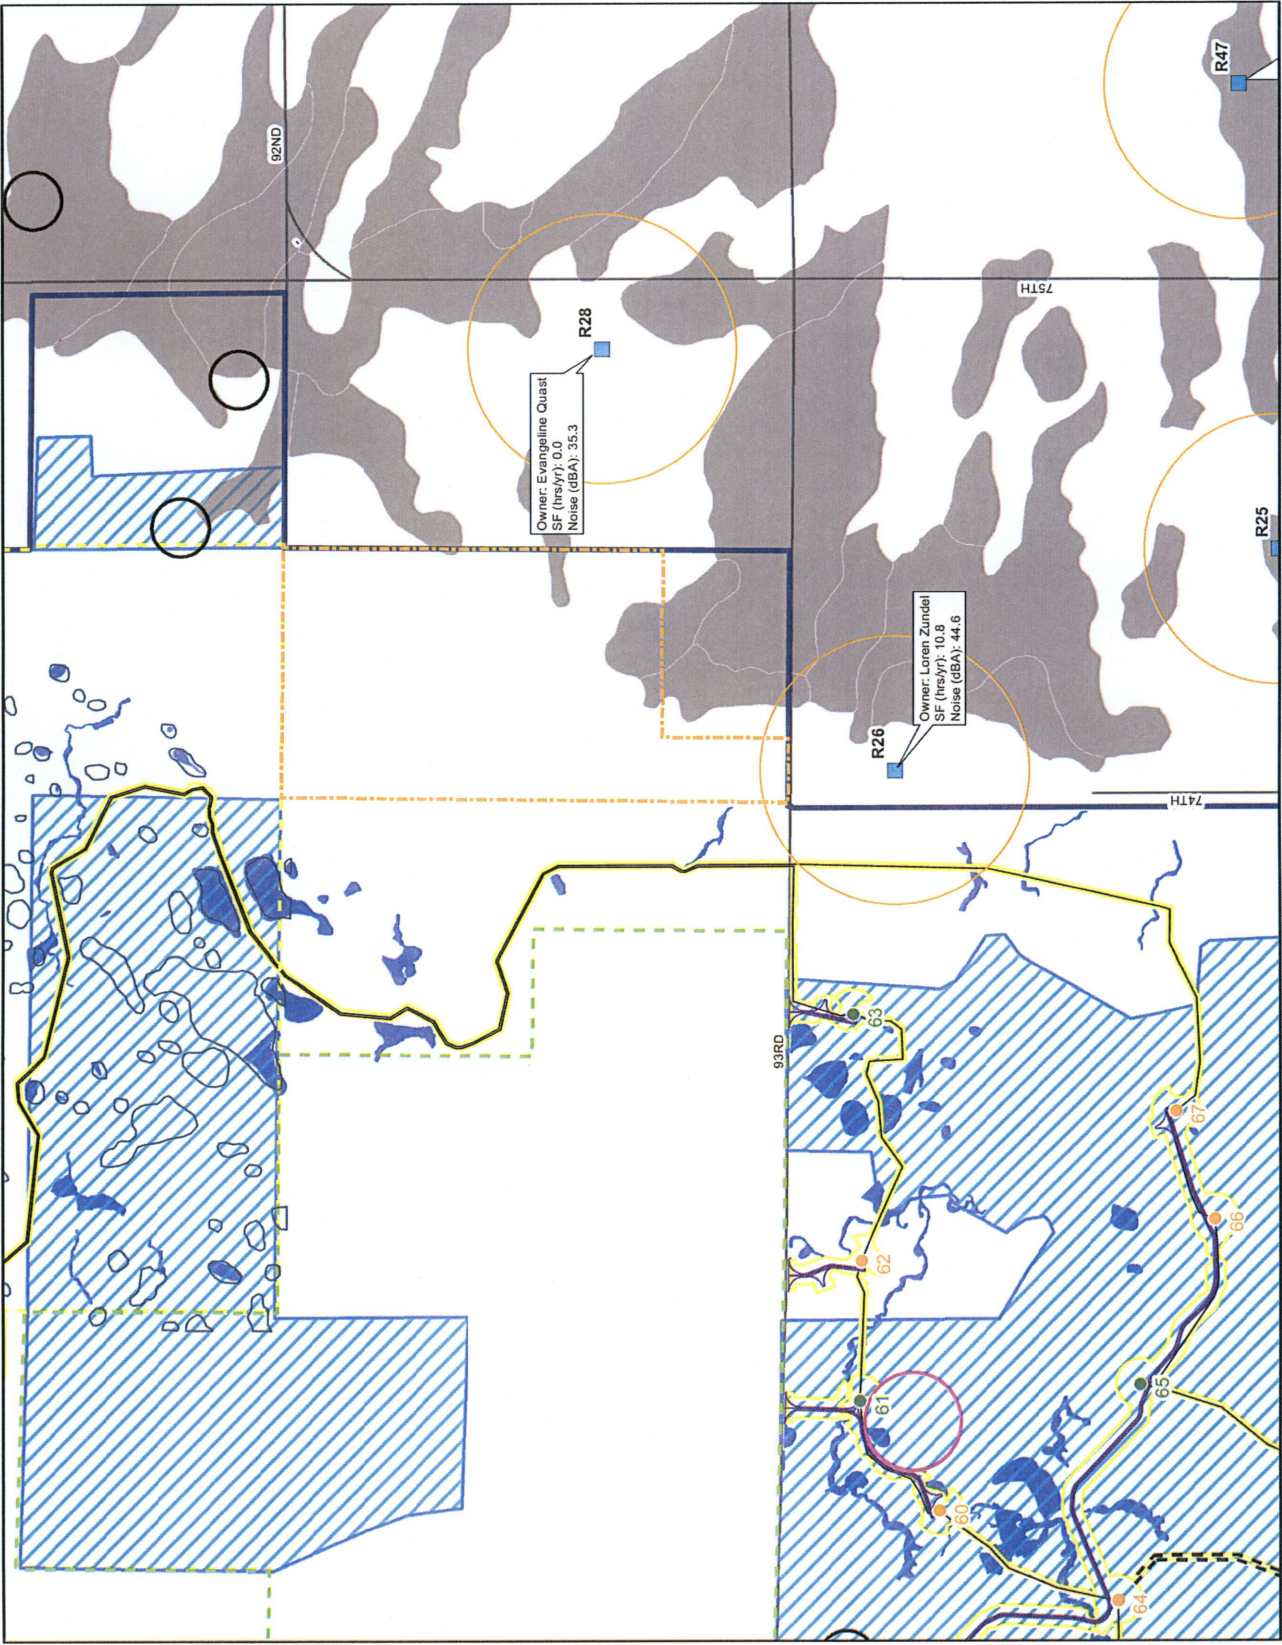 92ND
R47
R28
Owner: Evangeline Quast
SF (hrs/yr): 0.0
Noise (dBA): 35.3
75TH
R25
R26
Owner: Loren Zundel
SF (hrs/yr): 10.8
Noise (dBA): 44.6
74TH
93RD
63
67
62
66
61
65
60
64